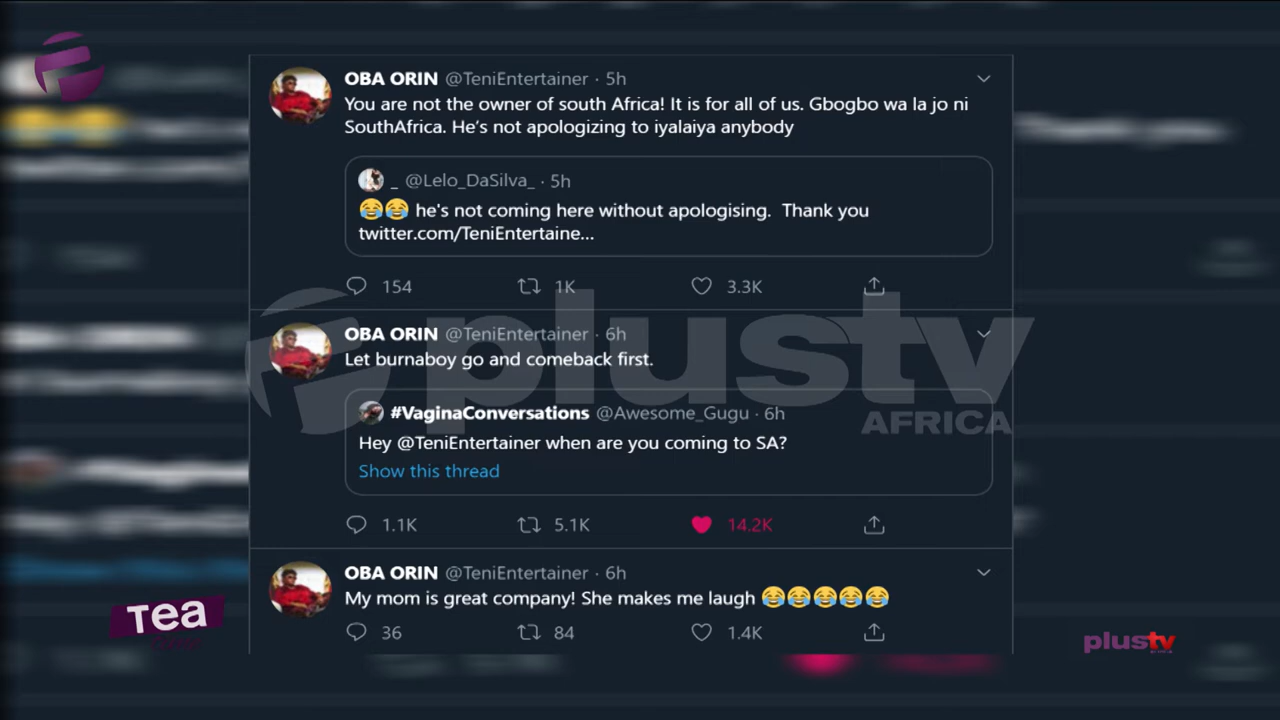 OBA ORIN @TeniEntertainer · 5h
You are not the owner of south Africa! It is for all of us. Gbogbo wa la jo ni
SouthAfrica. He's not apologizing to iyalaiya anybody
_ @Lelo_DaSilva_ · 5h
😂😂 he's not coming here without apologising. Thank you
twitter.com/TeniEntertaine...
154 1K 3.3K
OBA ORIN @TeniEntertainer · 6h
Let burnaboy go and comeback first.
#VaginaConversations @Awesome_Gugu · 6h
Hey @TeniEntertainer when are you coming to SA?
Show this thread
1.1K 5.1K 14.2K
OBA ORIN @TeniEntertainer · 6h
My mom is great company! She makes me laugh 😂😂😂😂😂
36 84 1.4K
plustv
AFRICA
Tea
plustv